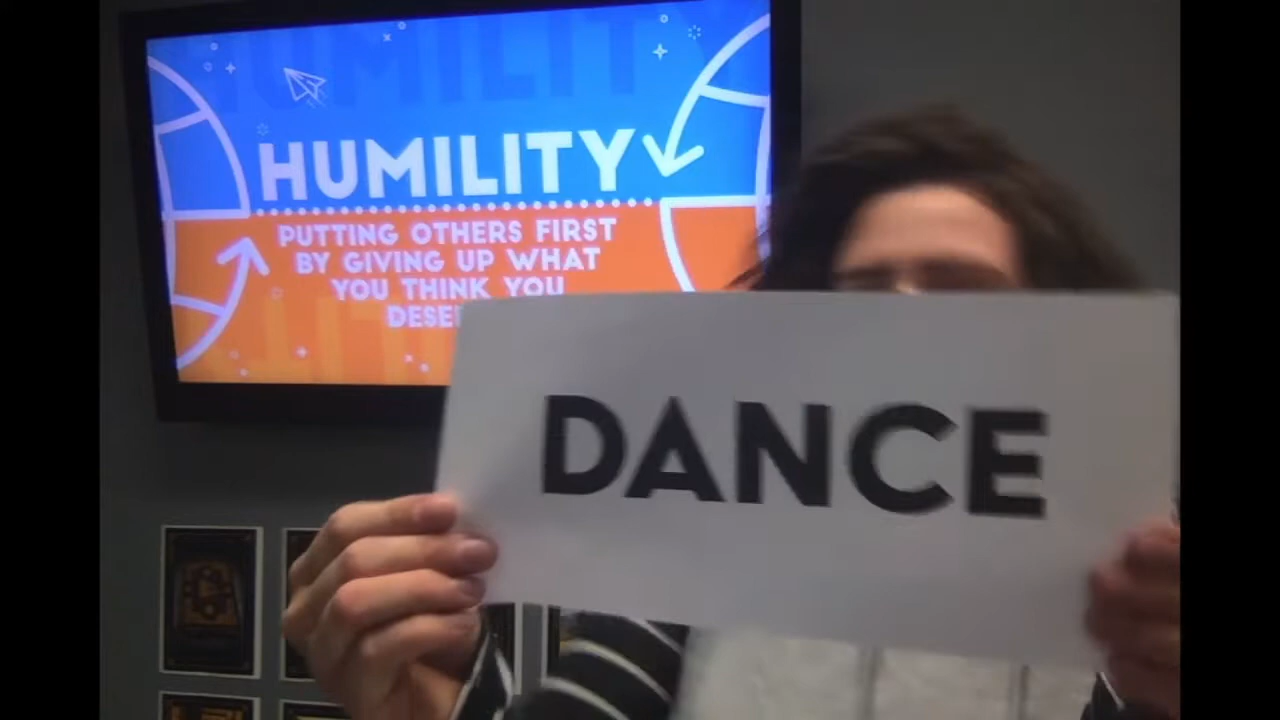 HUMILITY
PUTTING OTHERS FIRST
BY GIVING UP WHAT
YOU THINK YOU
DANCE